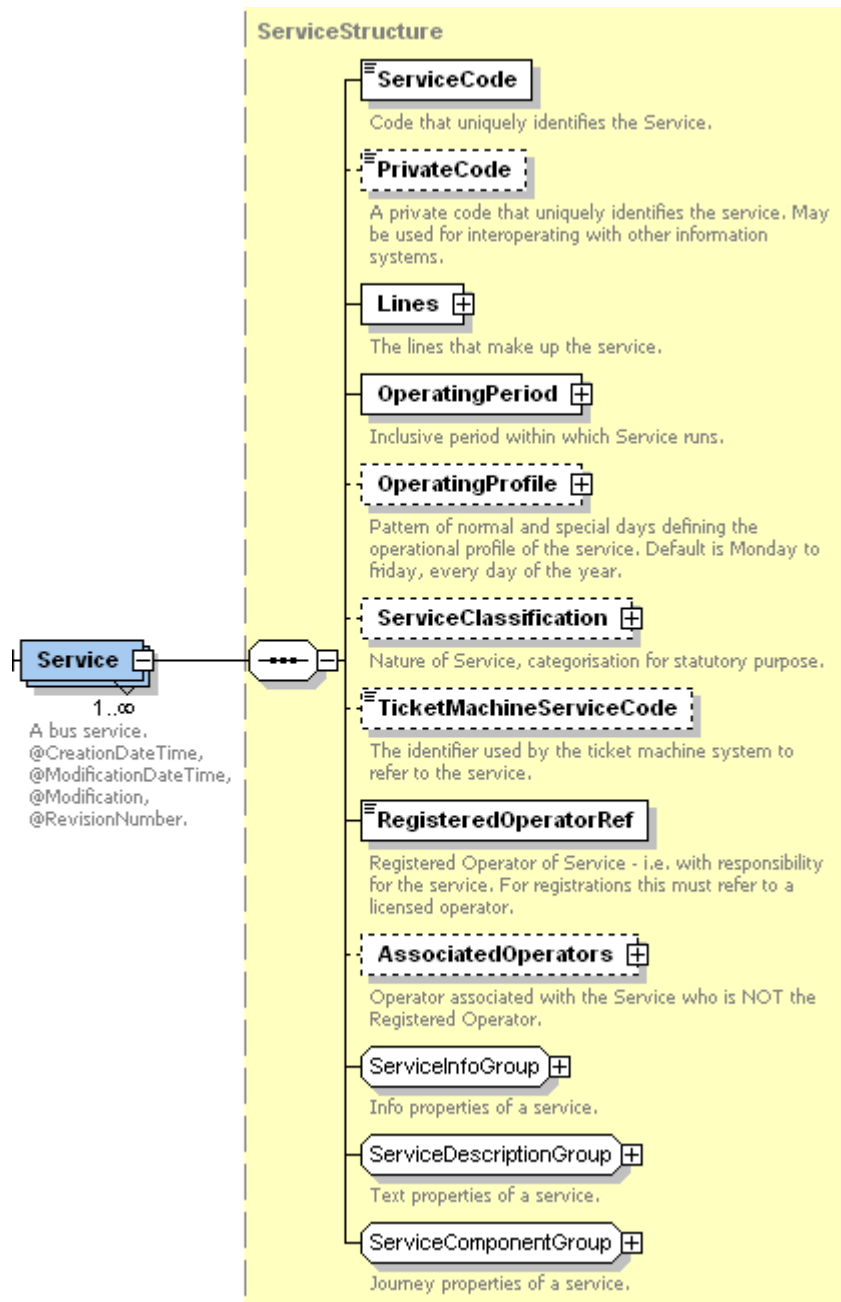 ServiceStructure
ServiceCode
Code that uniquely identifies the Service.
PrivateCode
A private code that uniquely identifies the service. May
be used for interoperating with other information
systems.
Lines
The lines that make up the service.
OperatingPeriod
Inclusive period within which Service runs.
OperatingProfile
Pattern of normal and special days defining the
operational profile of the service. Default is Monday to
friday, every day of the year.
ServiceClassification
Nature of Service, categorisation for statutory purpose.
Service
1..∞
A bus service.
@CreationDateTime,
@ModificationDateTime,
@Modification,
@RevisionNumber.
TicketMachineServiceCode
The identifier used by the ticket machine system to
refer to the service.
RegisteredOperatorRef
Registered Operator of Service - i.e. with responsibility
for the service. For registrations this must refer to a
licensed operator.
AssociatedOperators
Operator associated with the Service who is NOT the
Registered Operator.
ServiceInfoGroup
Info properties of a service.
ServiceDescriptionGroup
Text properties of a service.
ServiceComponentGroup
Journey properties of a service.